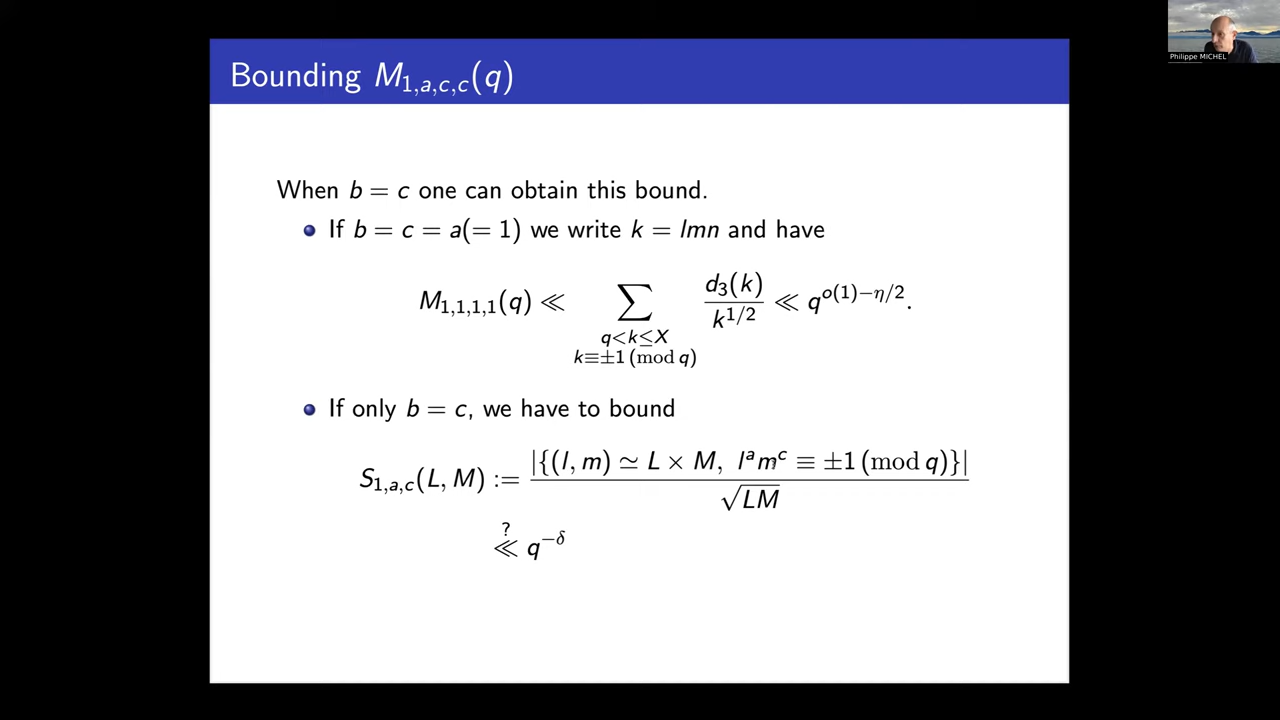 Philippe MICHEL
Bounding M_{1,a,c,c}(q)
When b = c one can obtain this bound.
If b = c = a(= 1) we write k = lmn and have
M_{1,1,1,1}(q) ≪ ∑_{q<k≤X, k≡±1 (mod q)} d_3(k)/k^{1/2} ≪ q^{o(1)−η/2}.
If only b = c, we have to bound
S_{1,a,c}(L, M) := |{(l, m) ≃ L × M, l^a m^c ≡ ±1 (mod q)}| / √LM
≪^? q^{−δ}